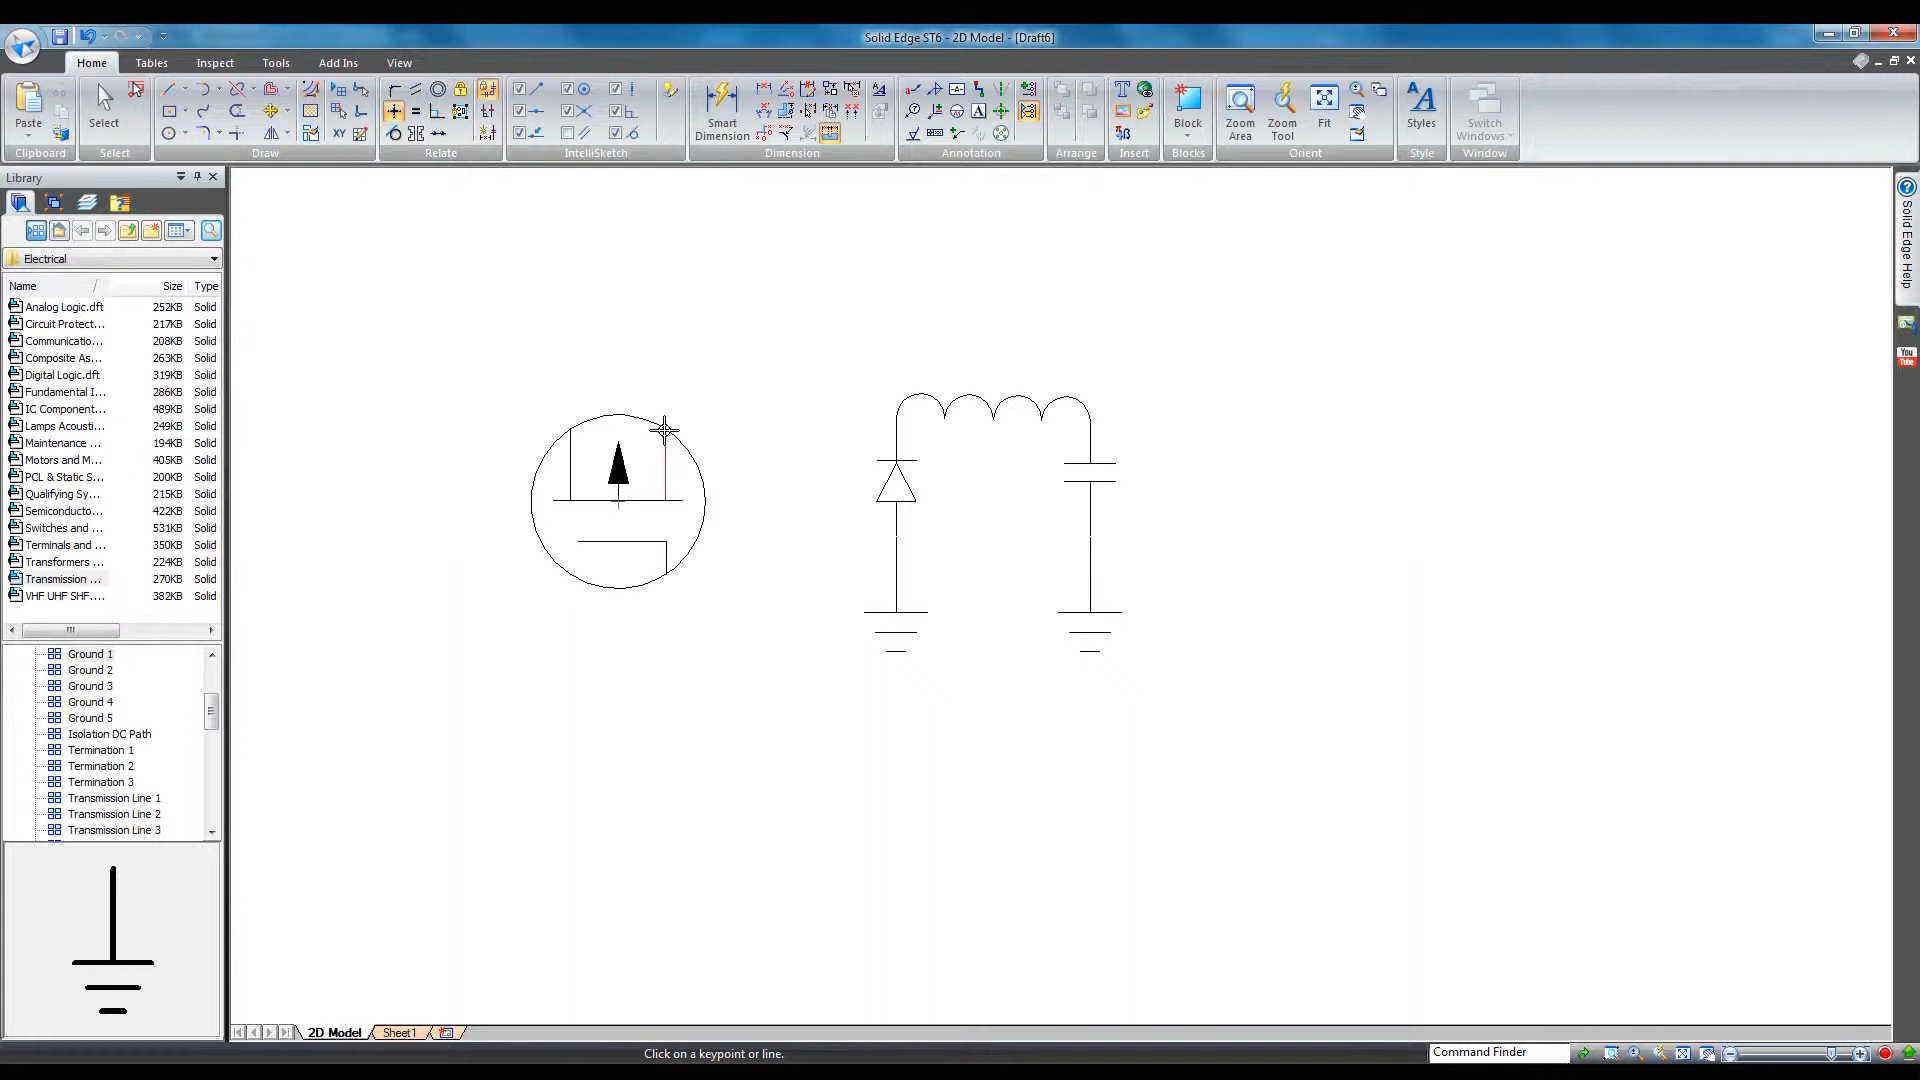 Solid Edge ST6 - 2D Model - [Draft6]
Home
Tables
Inspect
Tools
Add Ins
View
Paste
Select
Smart
Dimension
Block
Zoom
Area
Zoom
Tool
Fit
Styles
Switch
Windows
Clipboard
Select
Draw
Relate
IntelliSketch
Dimension
Annotation
Arrange
Insert
Blocks
Orient
Style
Window
Library
Electrical
Name Size Type
Analog Logic.dft 252KB Solid
Circuit Protect... 217KB Solid
Communicatio... 208KB Solid
Composite As... 263KB Solid
Digital Logic.dft 319KB Solid
Fundamental I... 286KB Solid
IC Component... 489KB Solid
Lamps Acousti... 249KB Solid
Maintenance ... 194KB Solid
Motors and M... 405KB Solid
PCL & Static S... 200KB Solid
Qualifying Sy... 215KB Solid
Semiconducto... 422KB Solid
Switches and ... 531KB Solid
Terminals and ... 350KB Solid
Transformers ... 224KB Solid
Transmission ... 270KB Solid
VHF UHF SHF.... 382KB Solid
Ground 1
Ground 2
Ground 3
Ground 4
Ground 5
Isolation DC Path
Termination 1
Termination 2
Termination 3
Transmission Line 1
Transmission Line 2
Transmission Line 3
Solid Edge Help
You
Tube
2D Model
Sheet1
Click on a keypoint or line.
Command Finder